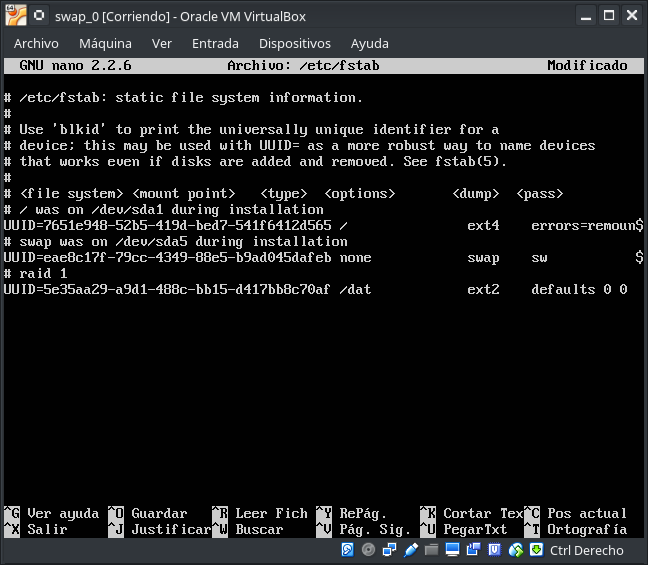 swap_0 [Corriendo] - Oracle VM VirtualBox
Archivo Máquina Ver Entrada Dispositivos Ayuda
GNU nano 2.2.6 Archivo: /etc/fstab Modificado
# /etc/fstab: static file system information.
#
# Use 'blkid' to print the universally unique identifier for a
# device; this may be used with UUID= as a more robust way to name devices
# that works even if disks are added and removed. See fstab(5).
#
# <file system> <mount point> <type> <options> <dump> <pass>
# / was on /dev/sda1 during installation
UUID=7651e948-52b5-419d-bed7-541f6412d565 / ext4 errors=remoun$
# swap was on /dev/sda5 during installation
UUID=eae8c17f-79cc-4349-88e5-b9ad045dafeb none swap sw $
# raid 1
UUID=5e35aa29-a9d1-488c-bb15-d417bb8c70af /dat ext2 defaults 0 0
^G Ver ayuda ^O Guardar ^R Leer Fich ^Y RePág. ^K Cortar Tex ^C Pos actual
^X Salir ^J Justificar ^W Buscar ^V Pág. Sig. ^U PegarTxt ^T Ortografía
Ctrl Derecho